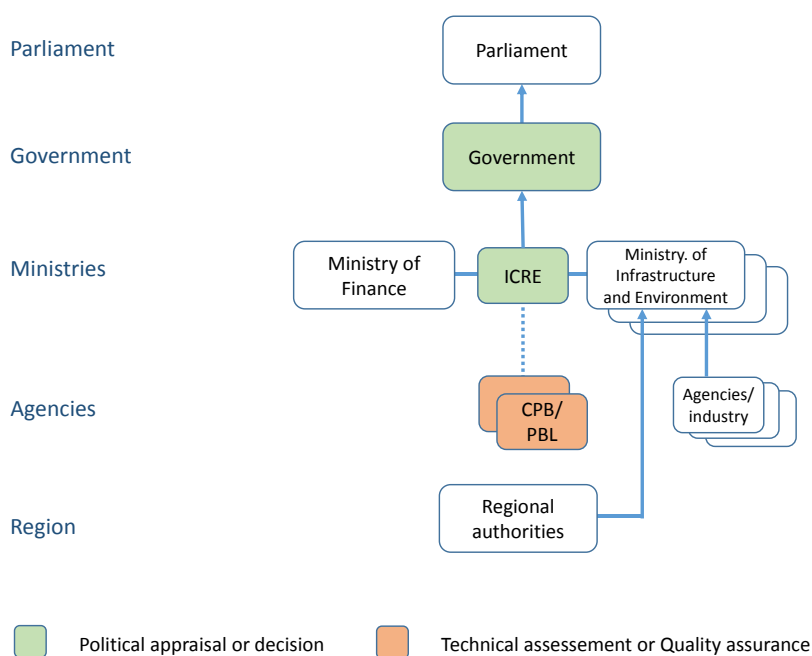 Parliament
Parliament
Government
Government
Ministries
Ministry of
Finance
ICRE
Ministry. of
Infrastructure
and Environment
Agencies
CPB/
PBL
Agencies/
industry
Region
Regional
authorities
Political appraisal or decision
Technical assessement or Quality assurance